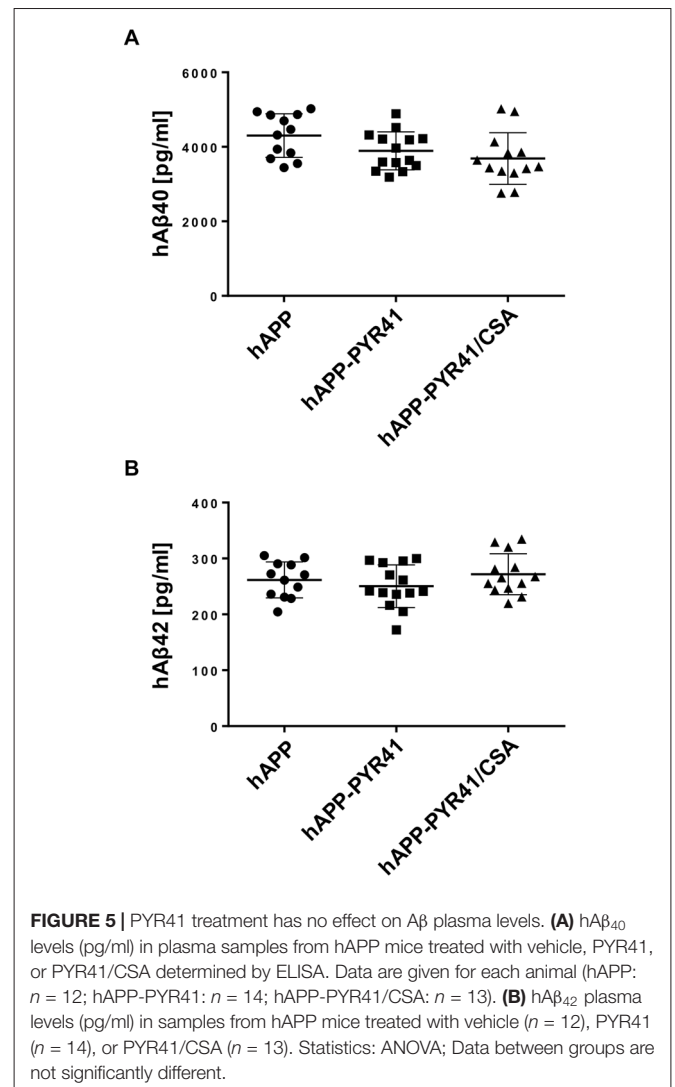 A
6000
4000
2000
0
hAβ40 [pg/ml]
hAPP
hAPP-PYR41
hAPP-PYR41/CSA
B
400
300
200
100
0
hAβ42 [pg/ml]
hAPP
hAPP-PYR41
hAPP-PYR41/CSA
FIGURE 5 | PYR41 treatment has no effect on Aβ plasma levels. (A) hAβ₄₀
levels (pg/ml) in plasma samples from hAPP mice treated with vehicle, PYR41,
or PYR41/CSA determined by ELISA. Data are given for each animal (hAPP:
n = 12; hAPP-PYR41: n = 14; hAPP-PYR41/CSA: n = 13). (B) hAβ₄₂ plasma
levels (pg/ml) in samples from hAPP mice treated with vehicle (n = 12), PYR41
(n = 14), or PYR41/CSA (n = 13). Statistics: ANOVA; Data between groups are
not significantly different.